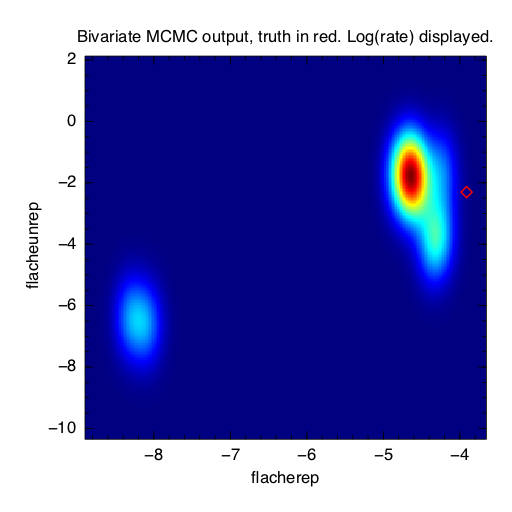 Bivariate MCMC output, truth in red. Log(rate) displayed.
2
0
−2
−4
−6
−8
−10
flacheunrep
−8 −7 −6 −5 −4
flacherep